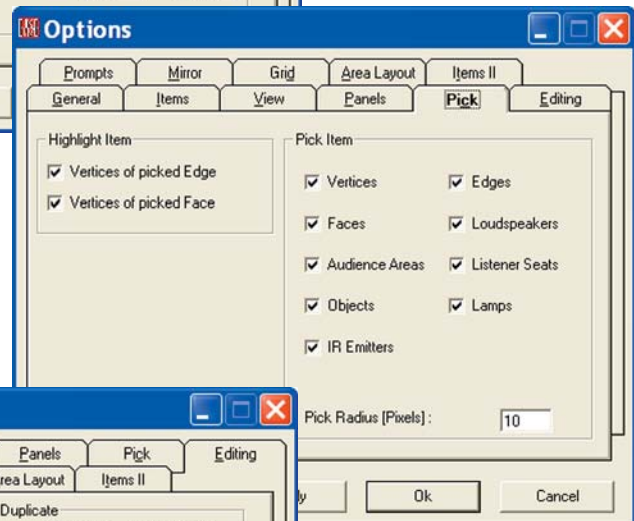 EASE Options
Prompts Mirror Grid Area Layout Items II
General Items View Panels Pick Editing
Highlight Item
Vertices of picked Edge
Vertices of picked Face
Pick Item
Vertices Edges
Faces Loudspeakers
Audience Areas Listener Seats
Objects Lamps
IR Emitters
Pick Radius [Pixels] : 10
Ok Cancel
Panels Pick Editing
Layout Items II
Duplicate